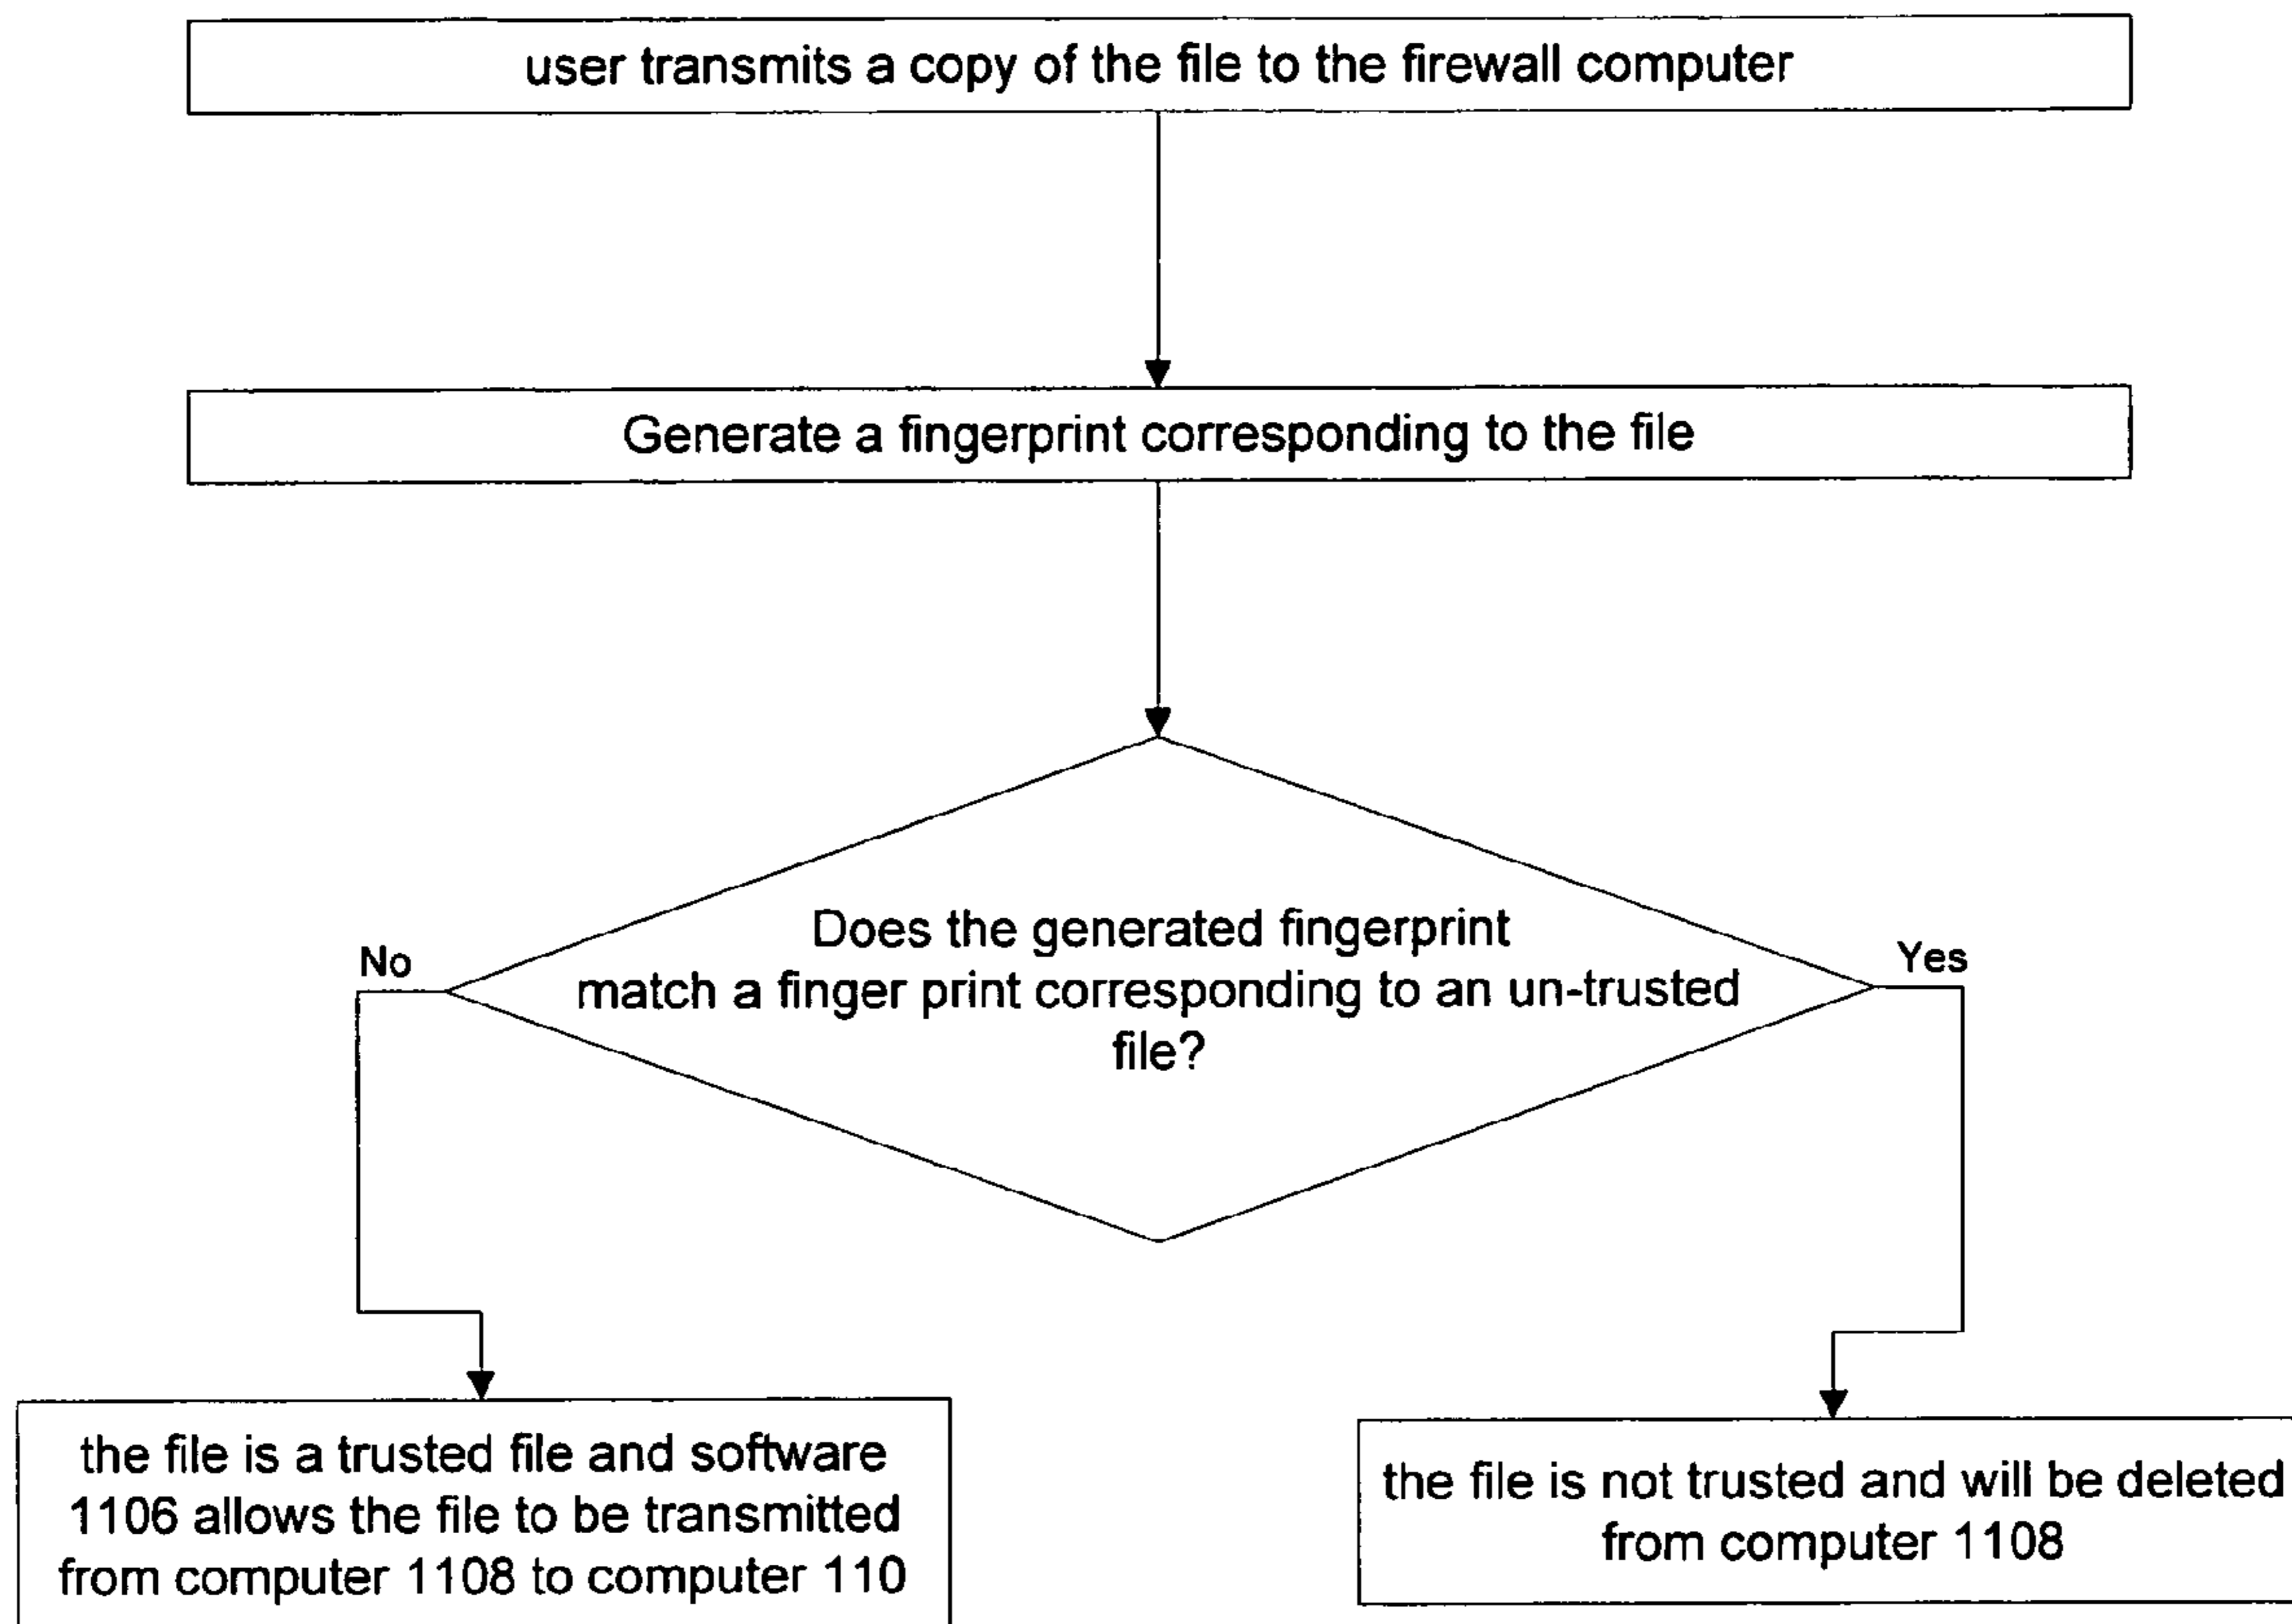 user transmits a copy of the file to the firewall computer
Generate a fingerprint corresponding to the file
Does the generated fingerprint
match a finger print corresponding to an un-trusted
file?
No
Yes
the file is a trusted file and software
1106 allows the file to be transmitted
from computer 1108 to computer 110
the file is not trusted and will be deleted
from computer 1108